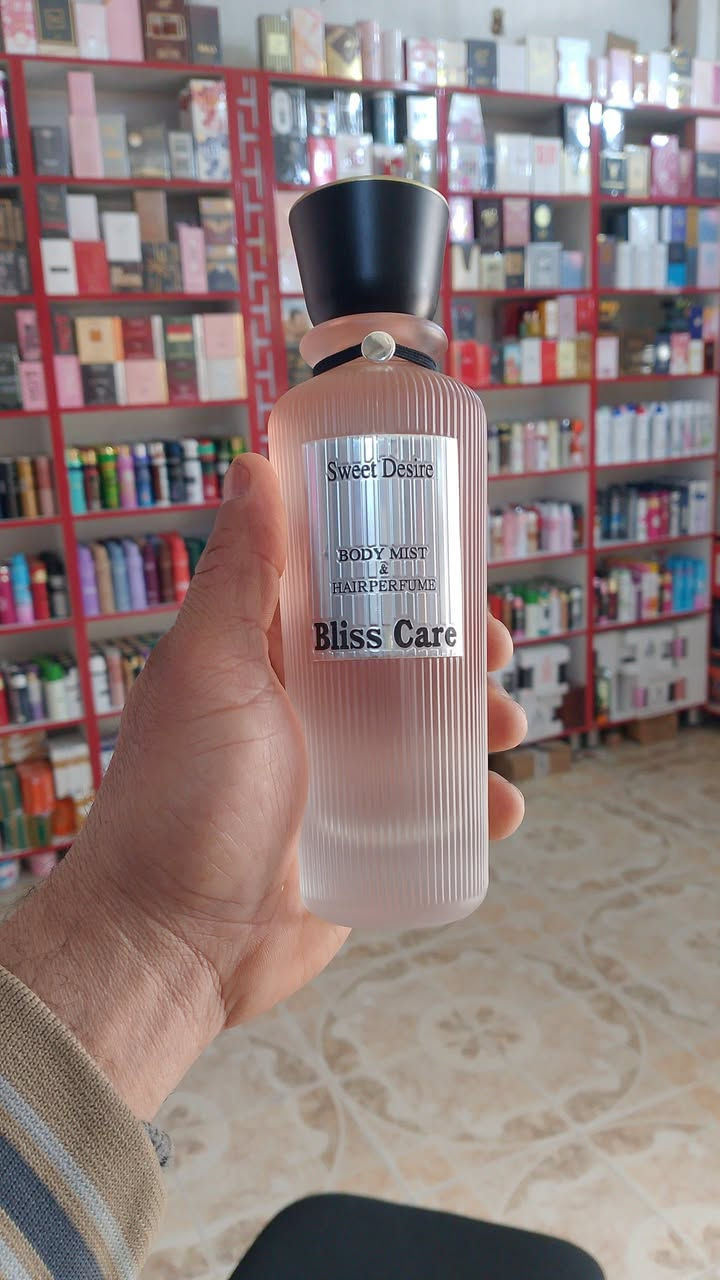 Sweet Desire
BODY MIST
&
HAIRPERFUME
Bliss Care